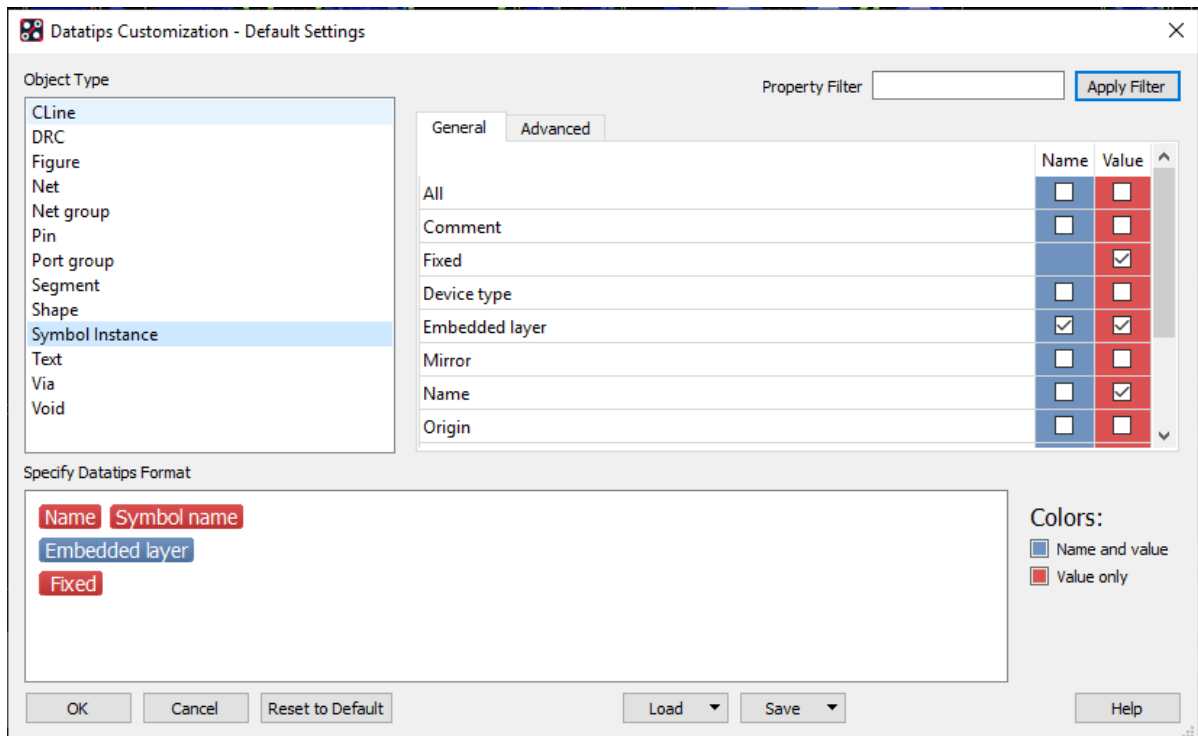 Datatips Customization - Default Settings
Object Type
Property Filter Apply Filter
CLine
DRC
Figure
Net
Net group
Pin
Port group
Segment
Shape
Symbol Instance
Text
Via
Void
General Advanced
Name Value
All
Comment
Fixed
Device type
Embedded layer
Mirror
Name
Origin
Specify Datatips Format
Name Symbol name
Embedded layer
Fixed
Colors:
Name and value
Value only
OK Cancel Reset to Default Load Save Help